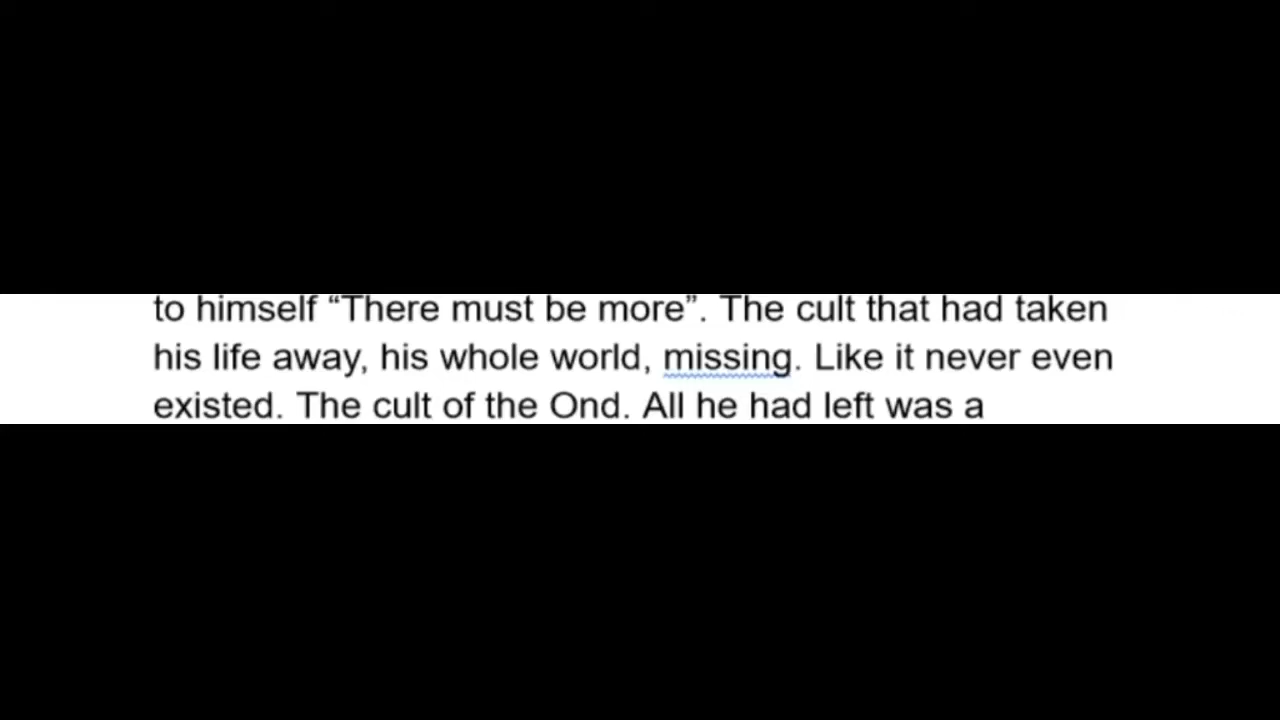 to himself “There must be more”. The cult that had taken
his life away, his whole world, missing. Like it never even
existed. The cult of the Ond. All he had left was a